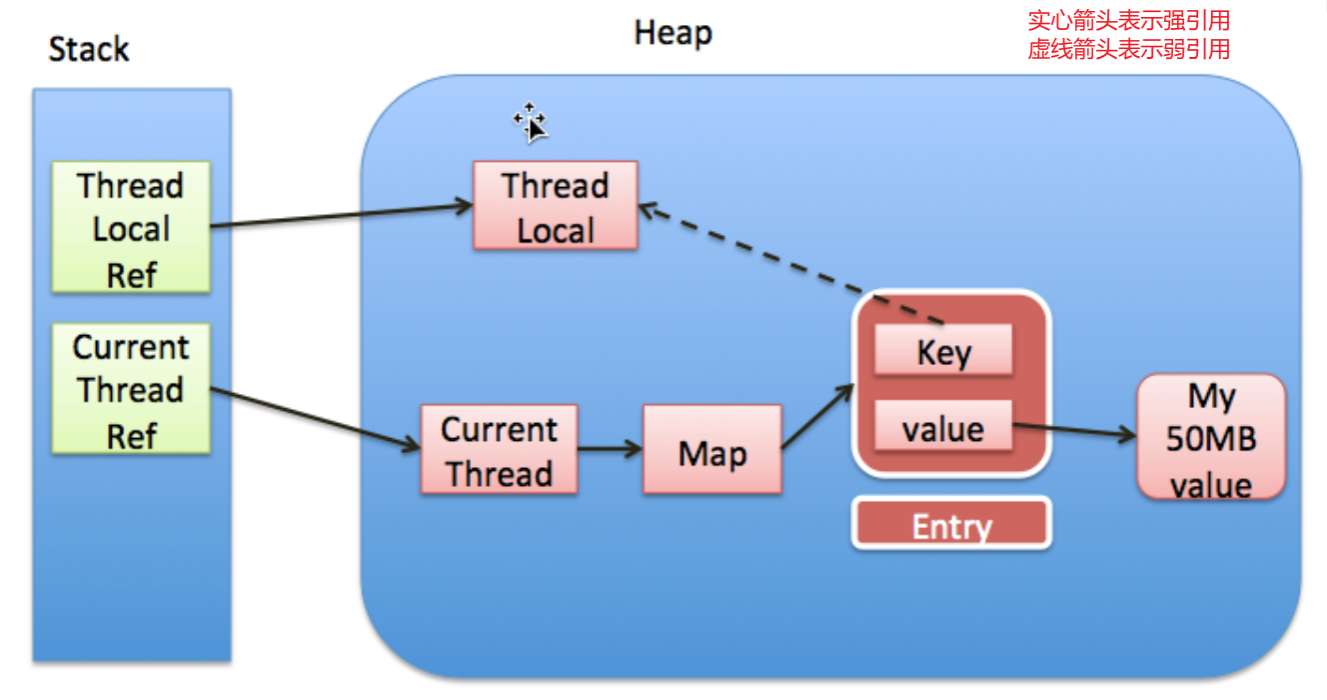 Stack
Heap
实心箭头表示强引用
虚线箭头表示弱引用
Thread
Local
Ref
Thread
Local
Current
Thread
Ref
Current
Thread
Map
Key
value
Entry
My
50MB
value